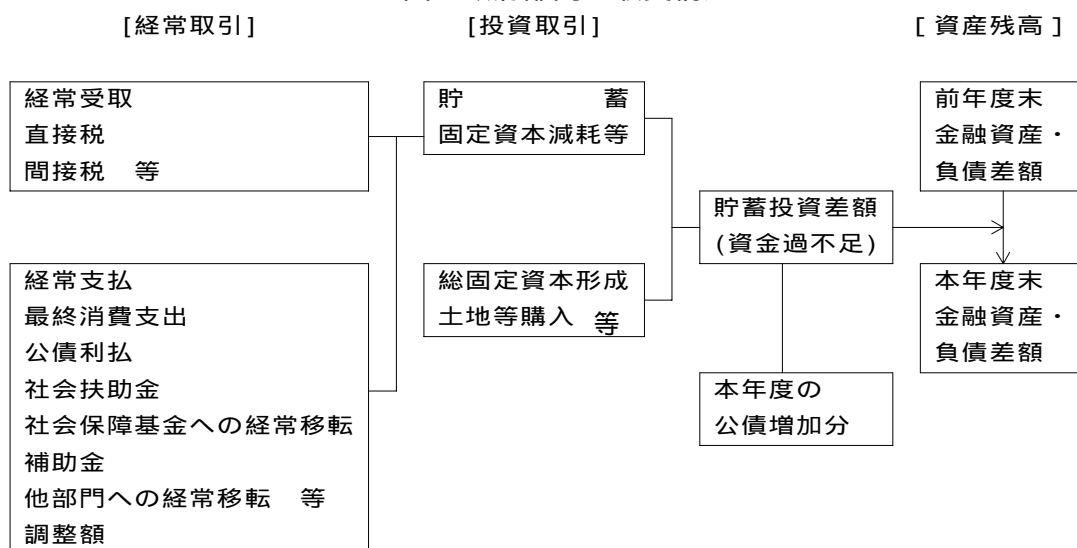 [経常取引]
[投資取引]
[資産残高]
経常受取
直接税
間接税　等
貯　　　蓄
固定資本減耗等
前年度末
金融資産・
負債差額
貯蓄投資差額
(資金過不足)
経常支払
最終消費支出
公債利払
社会扶助金
社会保障基金への経常移転
補助金
他部門への経常移転　等
調整額
総固定資本形成
土地等購入　等
本年度末
金融資産・
負債差額
本年度の
公債増加分